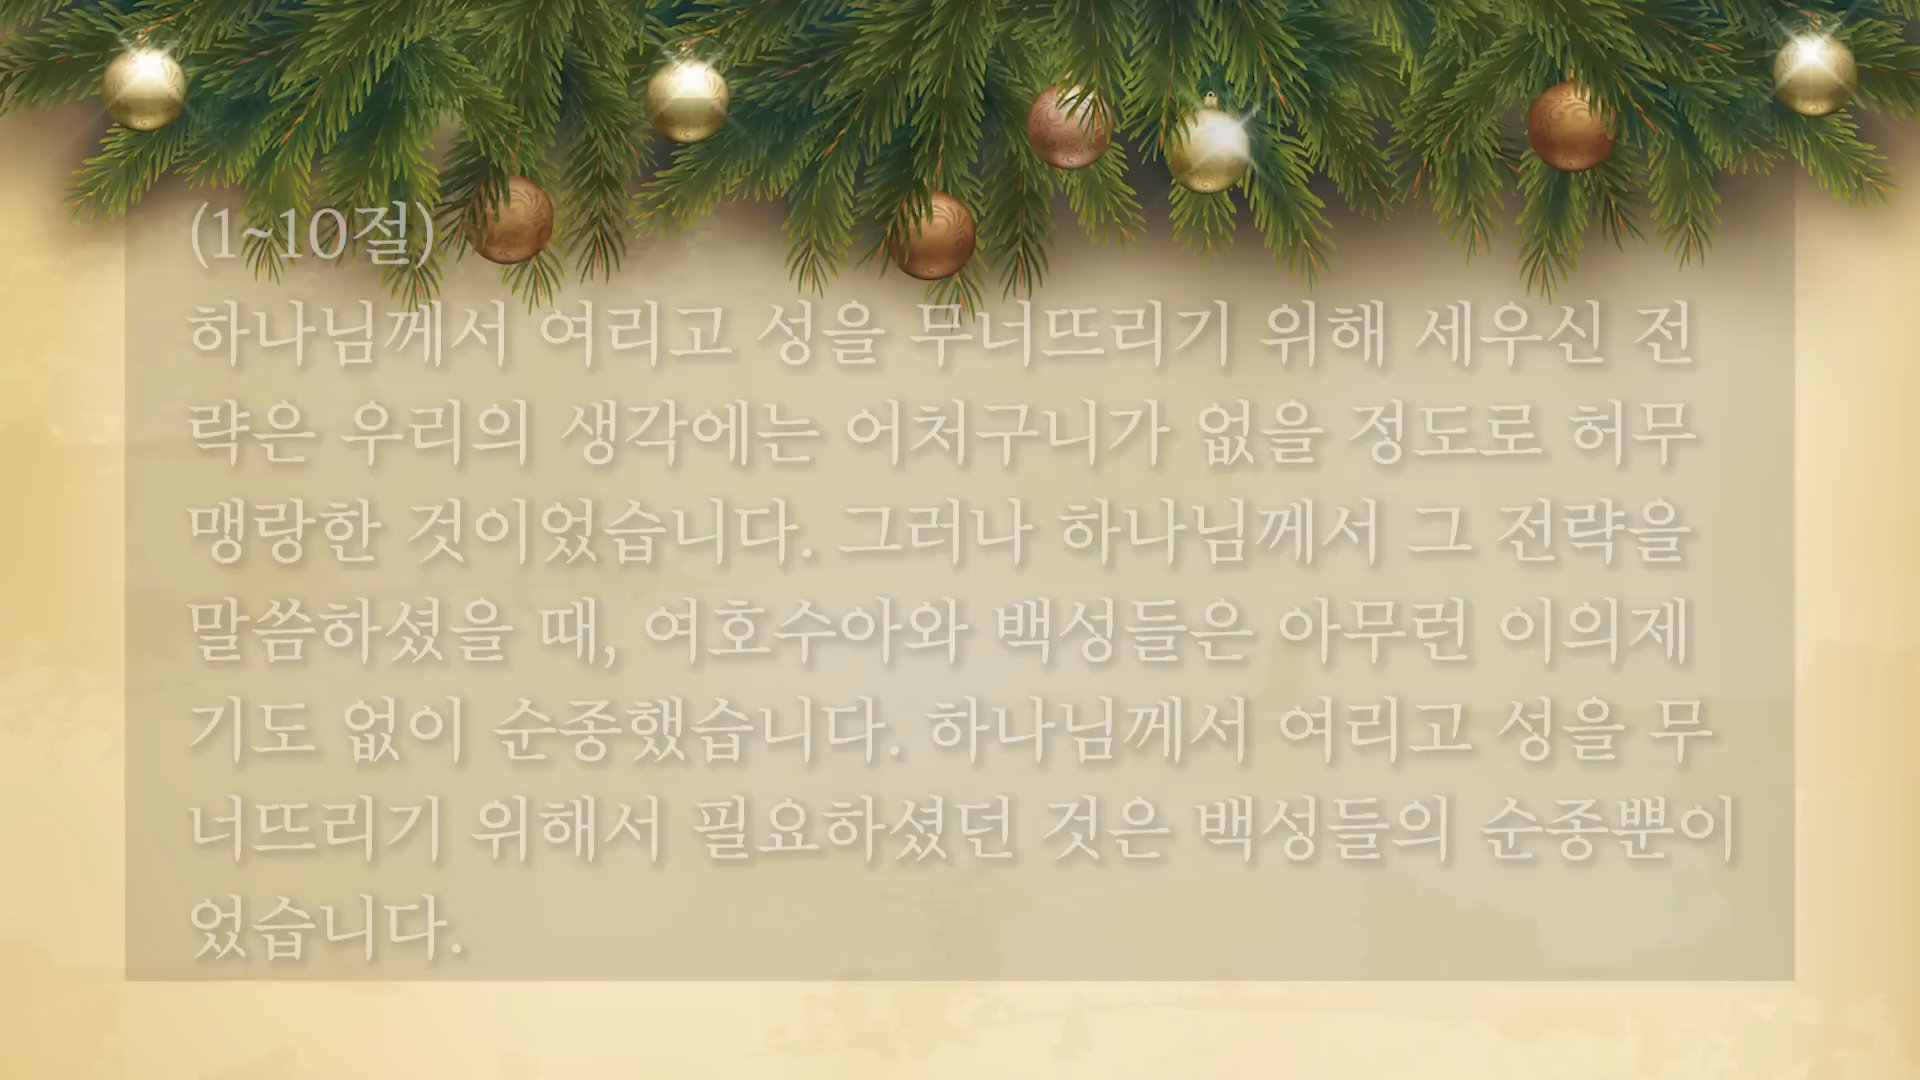 (1~10절)
하나님께서 여리고 성을 무너뜨리기 위해 세우신 전
략은 우리의 생각에는 어처구니가 없을 정도로 허무
맹랑한 것이었습니다. 그러나 하나님께서 그 전략을
말씀하셨을 때, 여호수아와 백성들은 아무런 이의제
기도 없이 순종했습니다. 하나님께서 여리고 성을 무
너뜨리기 위해서 필요하셨던 것은 백성들의 순종뿐이
었습니다.